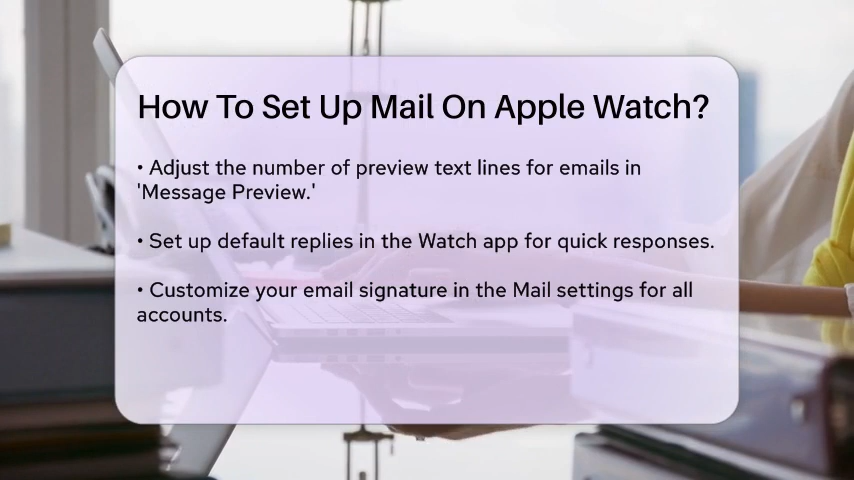 How To Set Up Mail On Apple Watch?
• Adjust the number of preview text lines for emails in
'Message Preview.'
• Set up default replies in the Watch app for quick responses.
• Customize your email signature in the Mail settings for all
accounts.